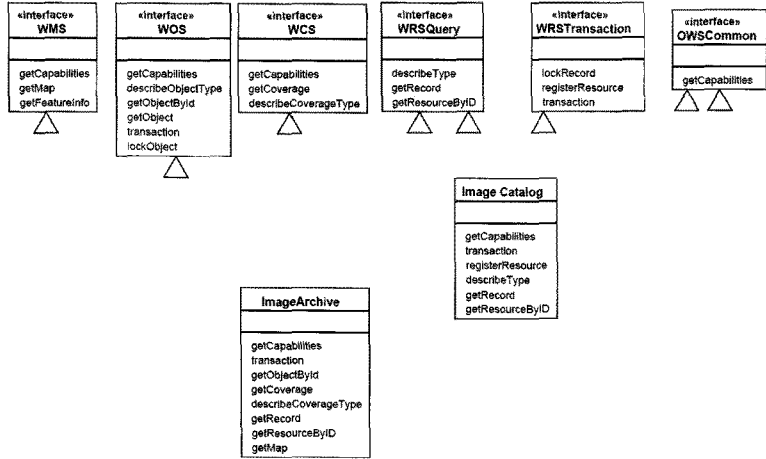 «interface»
WMS
getCapabilities
getMap
getFeatureInfo
«interface»
WOS
getCapabilities
describeObjectType
getObjectById
getObject
transaction
lockObject
«interface»
WCS
getCapabilities
getCoverage
describeCoverageType
«interface»
WRSQuery
describeType
getRecord
getResourceByID
«interface»
WRSTransaction
lockRecord
registerResource
transaction
«interface»
OWSCommon
getCapabilities
Image Catalog
getCapabilities
transaction
registerResource
describeType
getRecord
getResourceByID
ImageArchive
getCapabilities
transaction
getObjectById
getCoverage
describeCoverageType
getRecord
getResourceByID
getMap